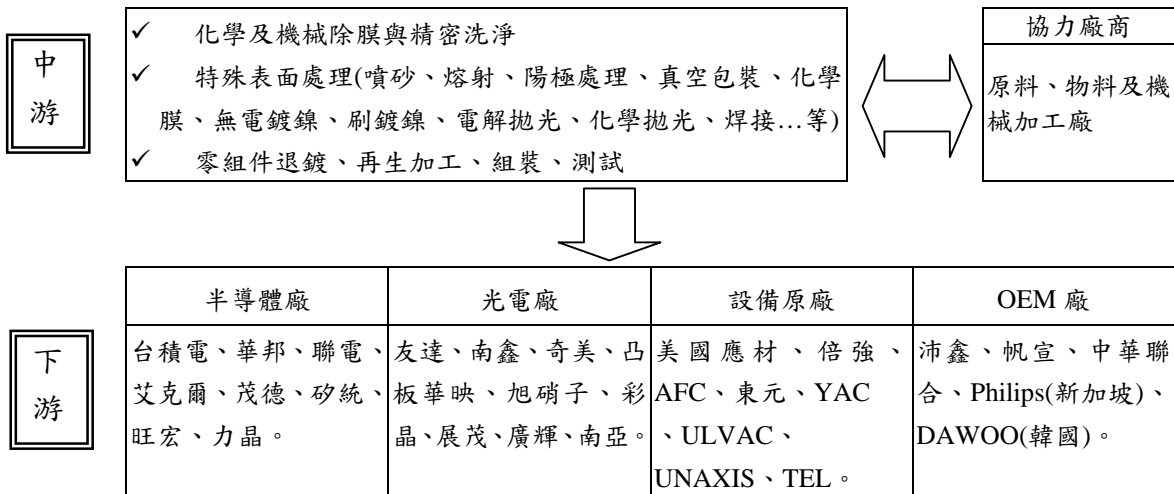 中
游
✓ 化學及機械除膜與精密洗淨
✓ 特殊表面處理(噴砂、熔射、陽極處理、真空包裝、化學
膜、無電鍍鎳、刷鍍鎳、電解拋光、化學拋光、焊接…等)
✓ 零組件退鍍、再生加工、組裝、測試
協力廠商
原料、物料及機
械加工廠
下
游
半導體廠
台積電、華邦、聯電、
艾克爾、茂德、矽統、
旺宏、力晶。
光電廠
友達、南鑫、奇美、凸
板華映、旭硝子、彩
晶、展茂、廣輝、南亞。
設備原廠
美國應材、倍強、
AFC、東元、YAC
、ULVAC、
UNAXIS、TEL。
OEM 廠
沛鑫、帆宣、中華聯
合、Philips(新加坡)、
DAWOO(韓國)。